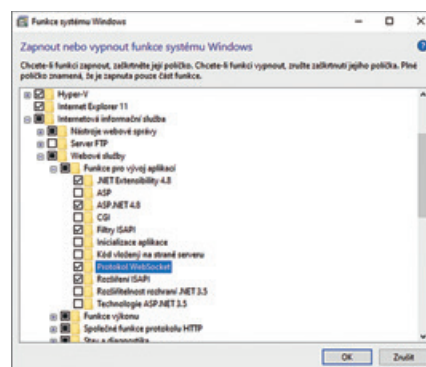 Funkce systému Windows
Zapnout nebo vypnout funkce systému Windows
Chcete-li funkci zapnout, zaškrtněte její políčko. Chcete-li funkci vypnout, zrušte zaškrtnutí jejího políčka. Plné
políčko znamená, že je zapnuta pouze část funkce.
Hyper-V
Internet Explorer 11
Internetová informační služba
Nástroje webové správy
Server FTP
Webové služby
Funkce pro vývoj aplikací
.NET Extensibility 4.8
ASP
ASP.NET 4.8
CGI
Filtry ISAPI
Inicializace aplikace
Kód vložený na straně serveru
Protokol WebSocket
Rozšíření ISAPI
Rozšiřitelnost rozhraní .NET 3.5
Technologie ASP.NET 3.5
Funkce výkonu
Společné funkce protokolu HTTP
Stav a diagnostika
OK
Zrušit